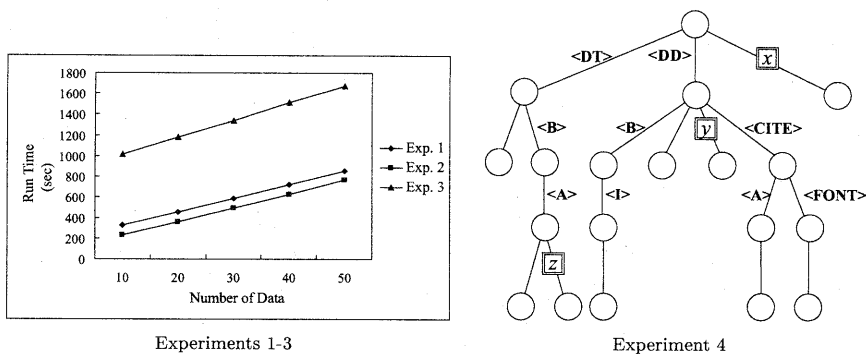 1800
1600
1400
1200
1000
800
600
400
200
0
Run Time
(sec)
10 20 30 40 50
Number of Data
Exp. 1
Exp. 2
Exp. 3
Experiments 1-3
<DT> <DD> x
<B> <B> y <CITE>
<A> <I> <A> <FONT>
z
Experiment 4